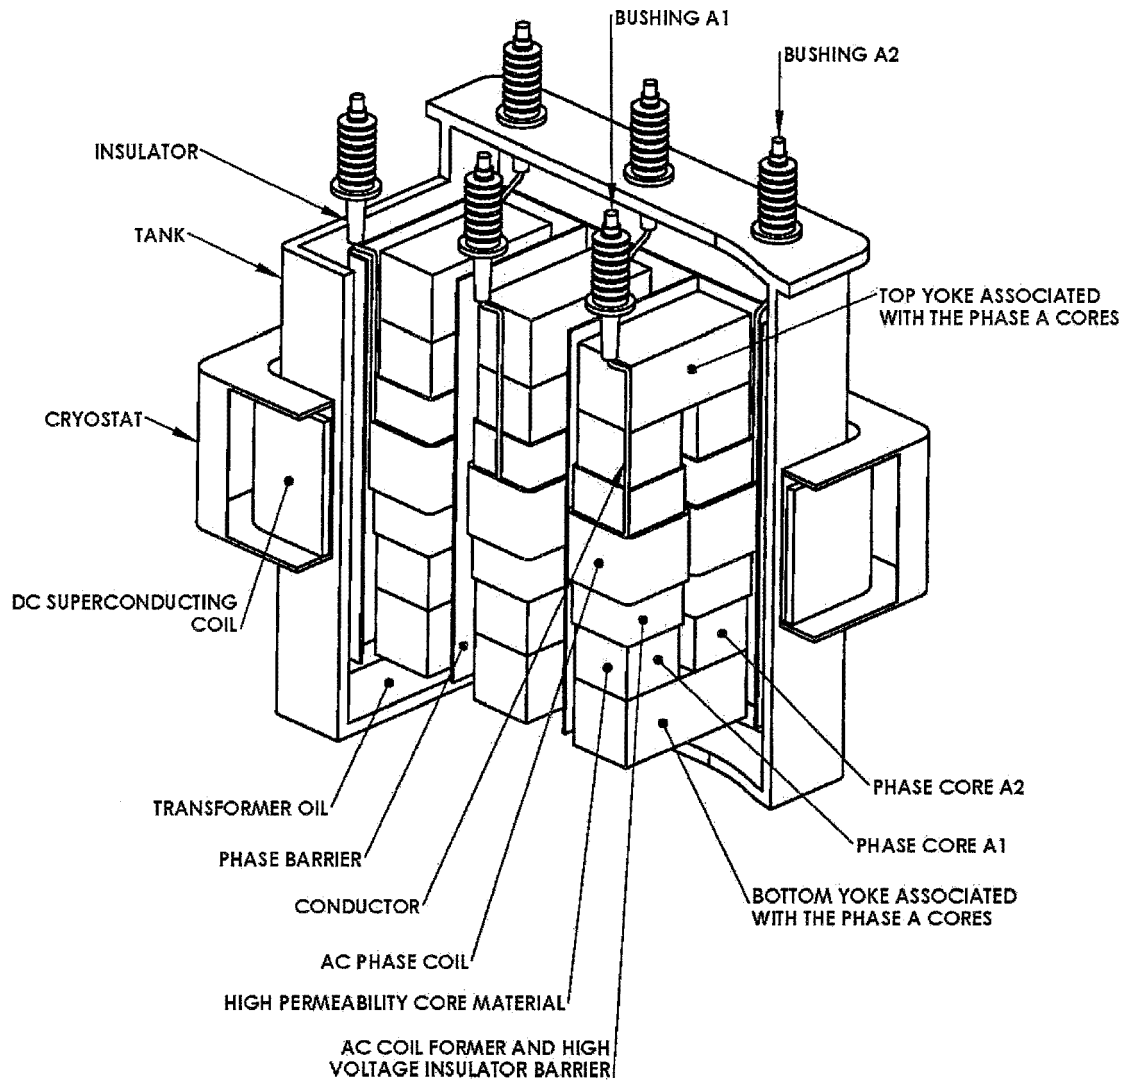 BUSHING A1
BUSHING A2
INSULATOR
TANK
TOP YOKE ASSOCIATED
WITH THE PHASE A CORES
CRYOSTAT
DC SUPERCONDUCTING
COIL
TRANSFORMER OIL
PHASE CORE A2
PHASE BARRIER
PHASE CORE A1
CONDUCTOR
BOTTOM YOKE ASSOCIATED
WITH THE PHASE A CORES
AC PHASE COIL
HIGH PERMEABILITY CORE MATERIAL
AC COIL FORMER AND HIGH
VOLTAGE INSULATOR BARRIER